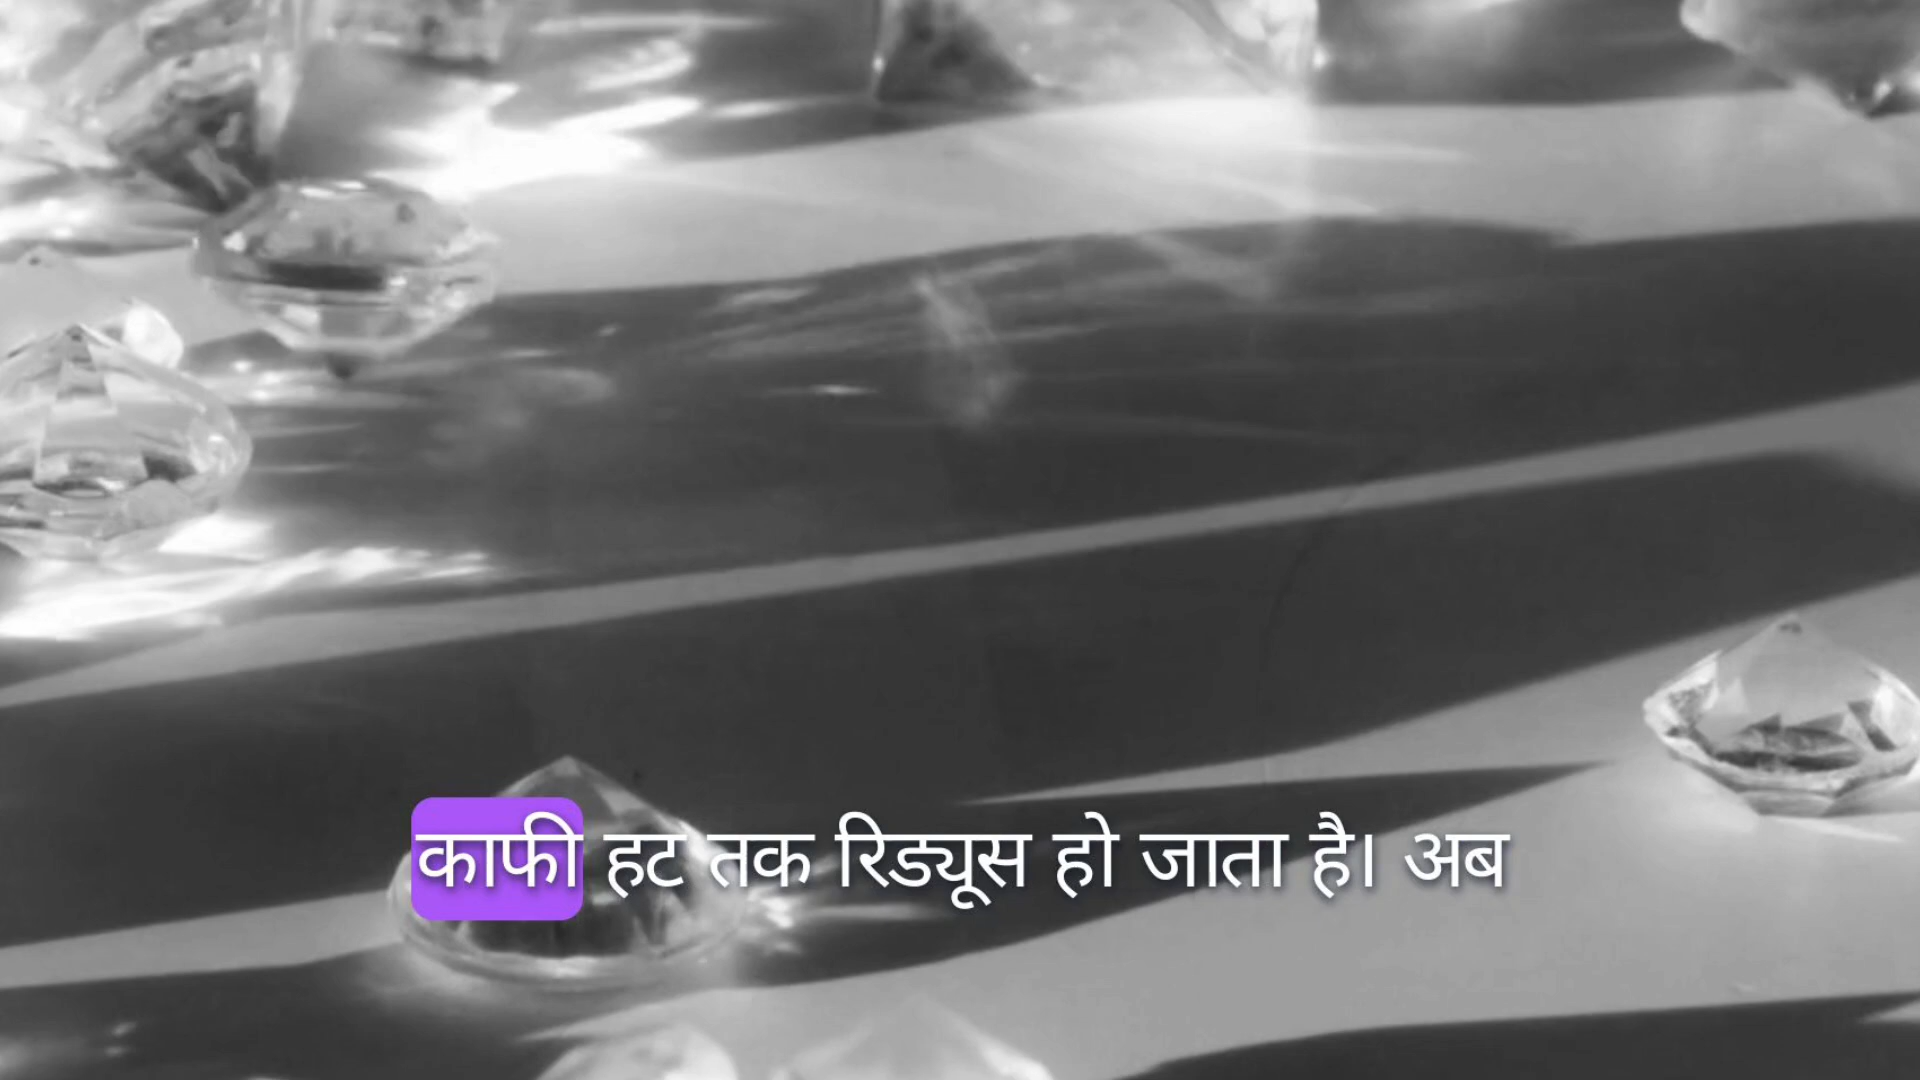 काफी हट तक रिड्यूस हो जाता है। अब